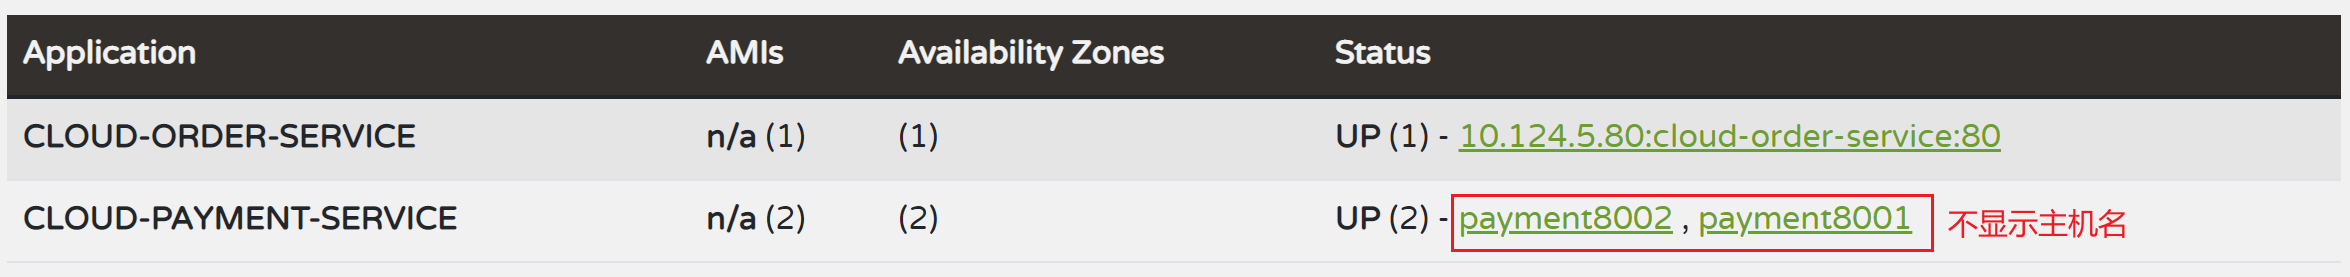 Application AMIs Availability Zones Status
CLOUD-ORDER-SERVICE n/a (1) (1) UP (1) - 10.124.5.80:cloud-order-service:80
CLOUD-PAYMENT-SERVICE n/a (2) (2) UP (2) - payment8002 , payment8001 不显示主机名